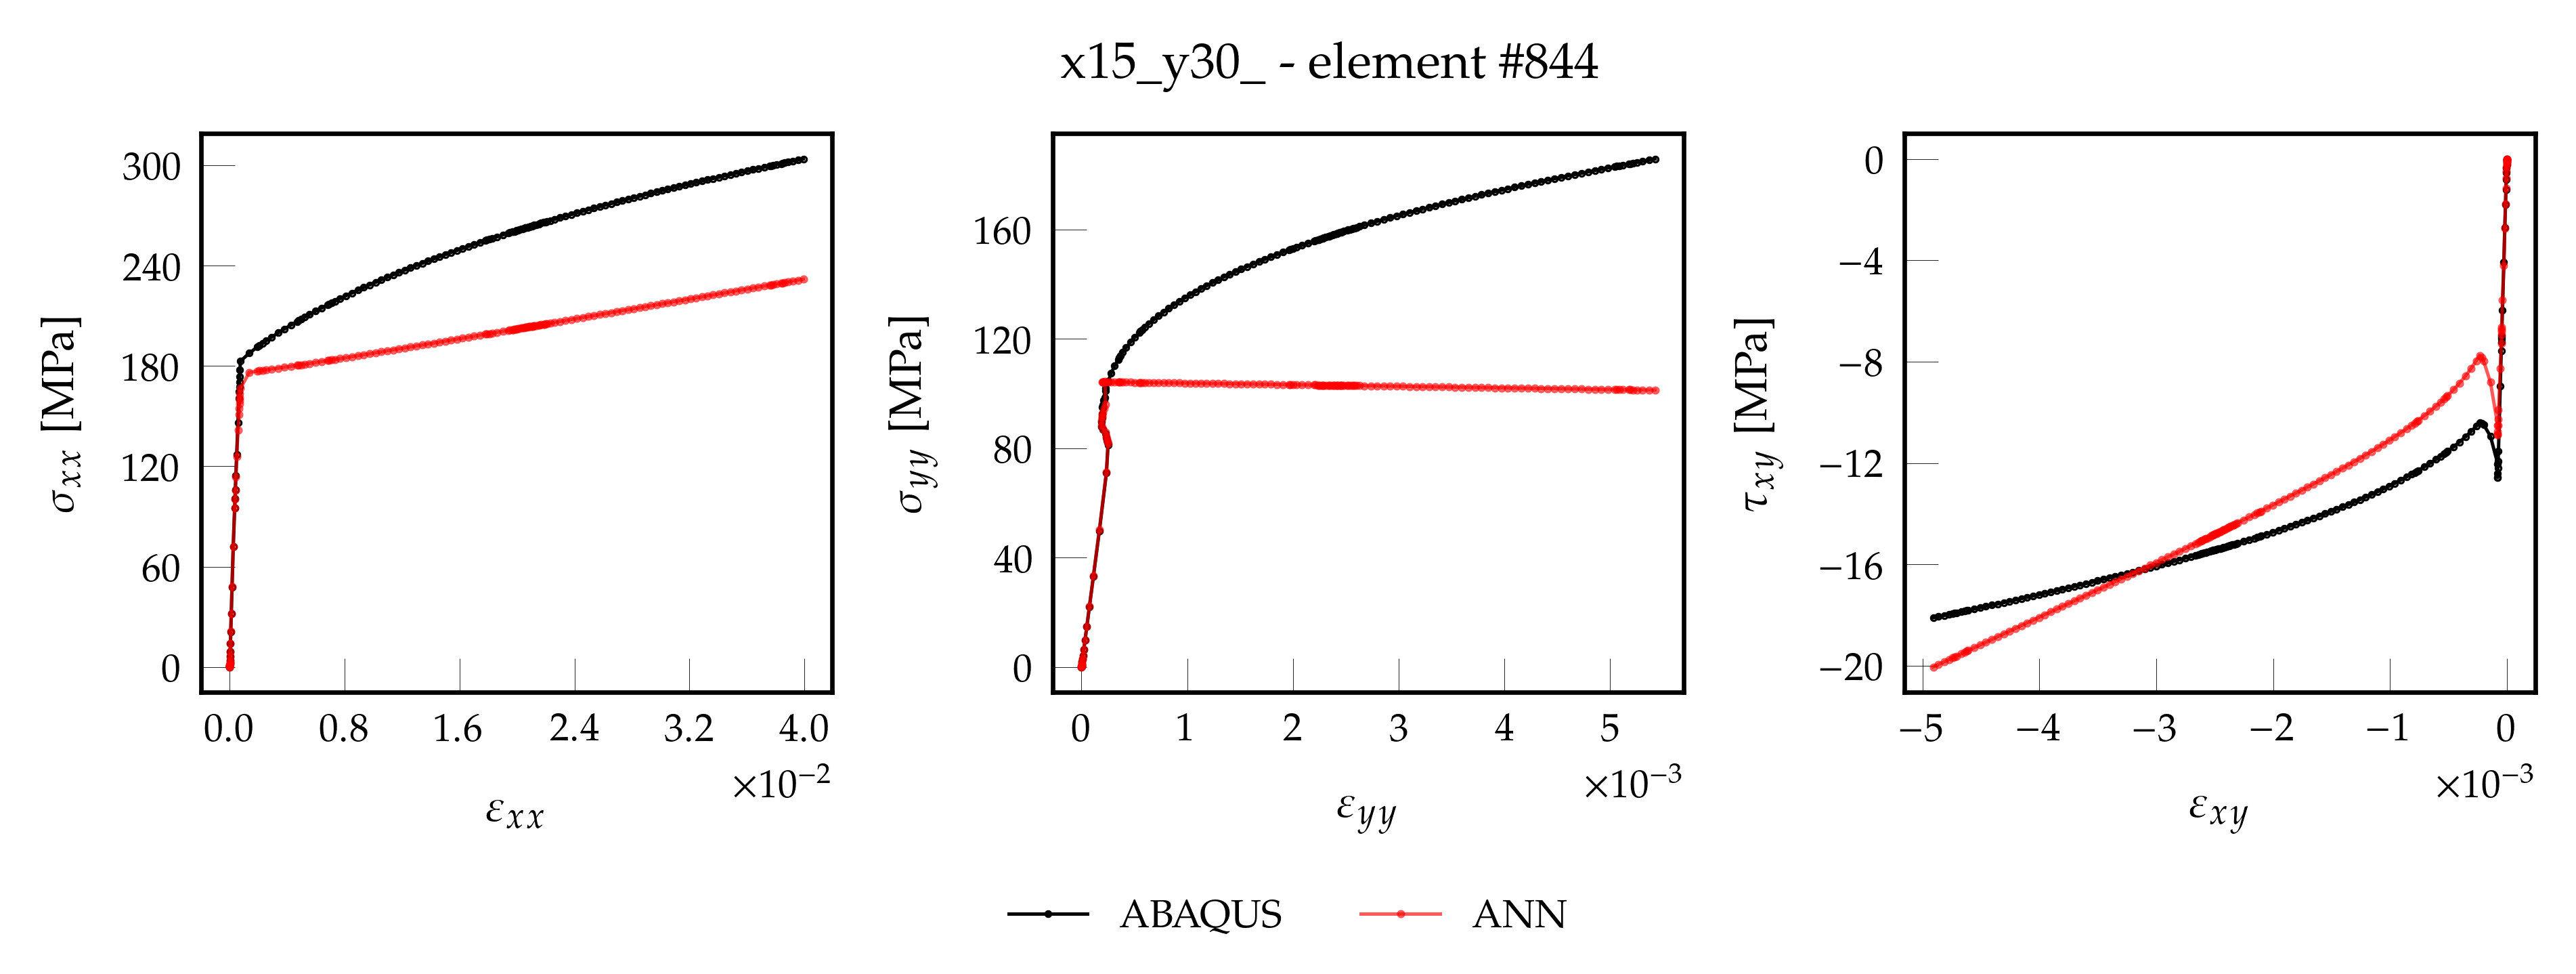 x15_y30_ - element #844
σxx [MPa]
300
240
180
120
60
0
0.0 0.8 1.6 2.4 3.2 4.0
×10−2
εxx
σyy [MPa]
160
120
80
40
0
0 1 2 3 4 5
×10−3
εyy
τxy [MPa]
0
−4
−8
−12
−16
−20
−5 −4 −3 −2 −1 0
×10−3
εxy
ABAQUS ANN